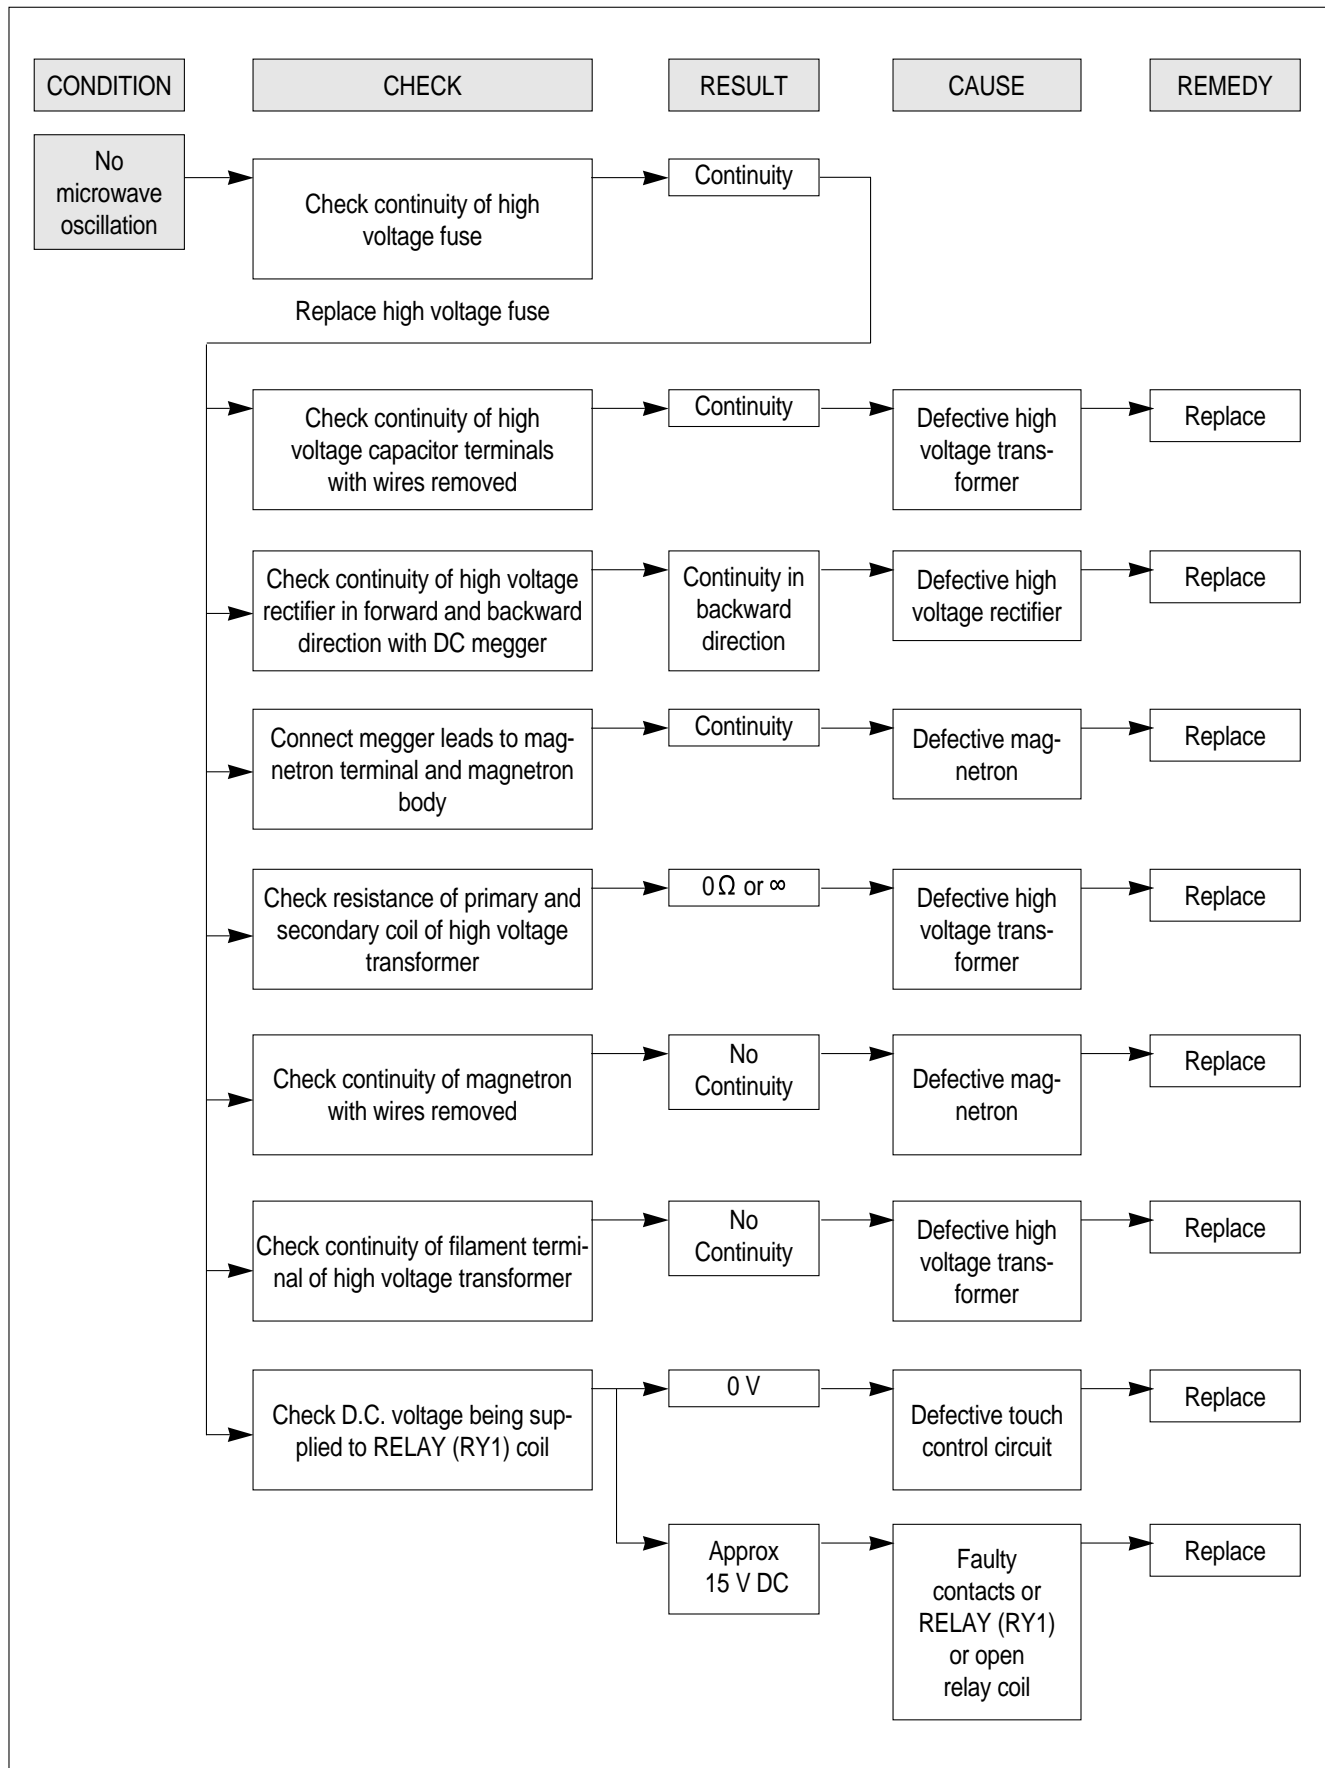 CONDITION
CHECK
RESULT
CAUSE
REMEDY
No
microwave
oscillation
Check continuity of high
voltage fuse
Continuity
Replace high voltage fuse
Check continuity of high
voltage capacitor terminals
with wires removed
Continuity
Defective high
voltage trans-
former
Replace
Check continuity of high voltage
rectifier in forward and backward
direction with DC megger
Continuity in
backward
direction
Defective high
voltage rectifier
Replace
Connect megger leads to mag-
netron terminal and magnetron
body
Continuity
Defective mag-
netron
Replace
Check resistance of primary and
secondary coil of high voltage
transformer
0 Ω or ∞
Defective high
voltage trans-
former
Replace
Check continuity of magnetron
with wires removed
No
Continuity
Defective mag-
netron
Replace
Check continuity of filament termi-
nal of high voltage transformer
No
Continuity
Defective high
voltage trans-
former
Replace
Check D.C. voltage being sup-
plied to RELAY (RY1) coil
0 V
Defective touch
control circuit
Replace
Approx
15 V DC
Faulty
contacts or
RELAY (RY1)
or open
relay coil
Replace